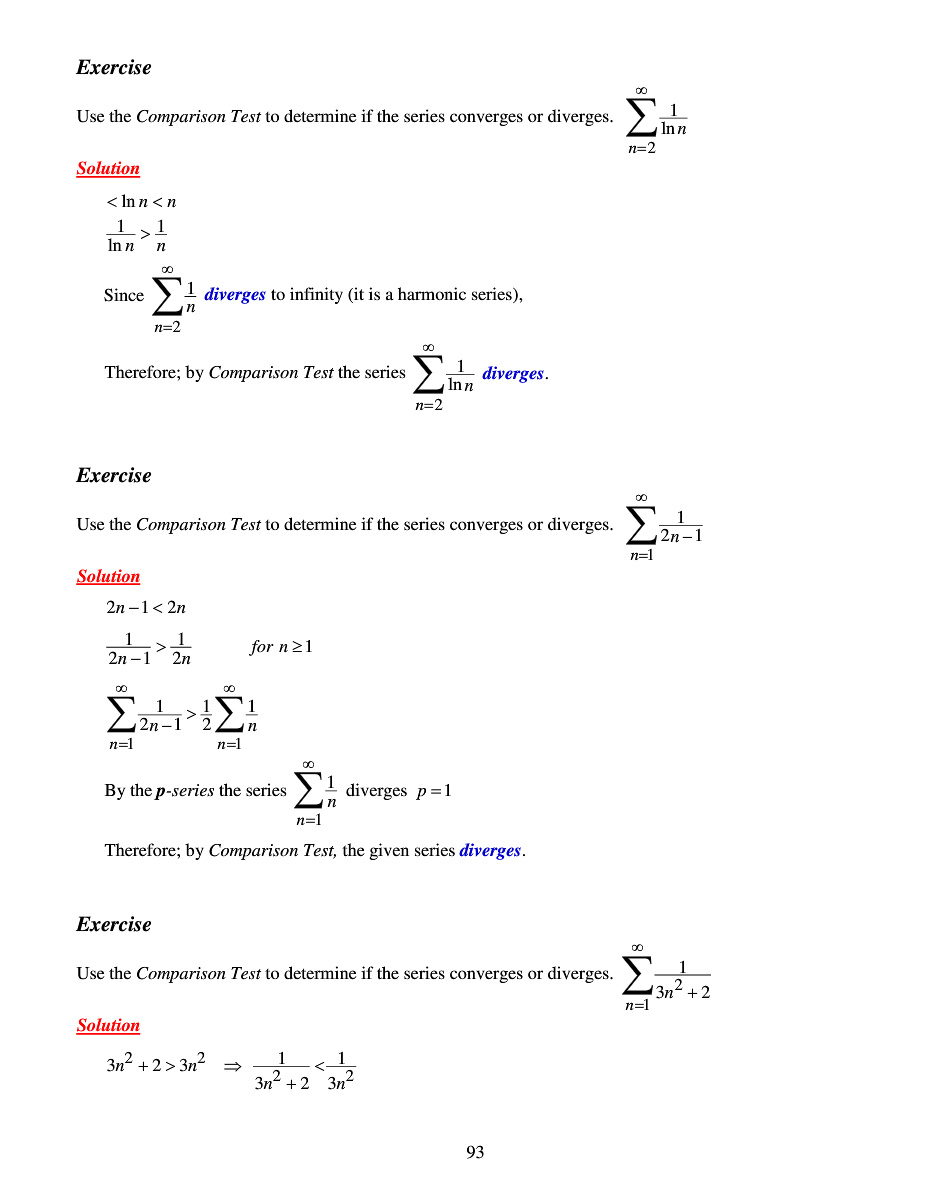 Exercise
Use the Comparison Test to determine if the series converges or diverges. $\sum_{n=2}^{\infty} \frac{1}{\ln n}$
Solution
$< \ln n < n$
$\frac{1}{\ln n} > \frac{1}{n}$
Since $\sum_{n=2}^{\infty} \frac{1}{n}$ diverges to infinity (it is a harmonic series),
Therefore; by Comparison Test the series $\sum_{n=2}^{\infty} \frac{1}{\ln n}$ diverges.
Exercise
Use the Comparison Test to determine if the series converges or diverges. $\sum_{n=1}^{\infty} \frac{1}{2n-1}$
Solution
$2n-1 < 2n$
$\frac{1}{2n-1} > \frac{1}{2n}$ for $n \geq 1$
$\sum_{n=1}^{\infty} \frac{1}{2n-1} > \frac{1}{2} \sum_{n=1}^{\infty} \frac{1}{n}$
By the p-series the series $\sum_{n=1}^{\infty} \frac{1}{n}$ diverges $p = 1$
Therefore; by Comparison Test, the given series diverges.
Exercise
Use the Comparison Test to determine if the series converges or diverges. $\sum_{n=1}^{\infty} \frac{1}{3n^2+2}$
Solution
$3n^2 + 2 > 3n^2 \Rightarrow \frac{1}{3n^2+2} < \frac{1}{3n^2}$
93